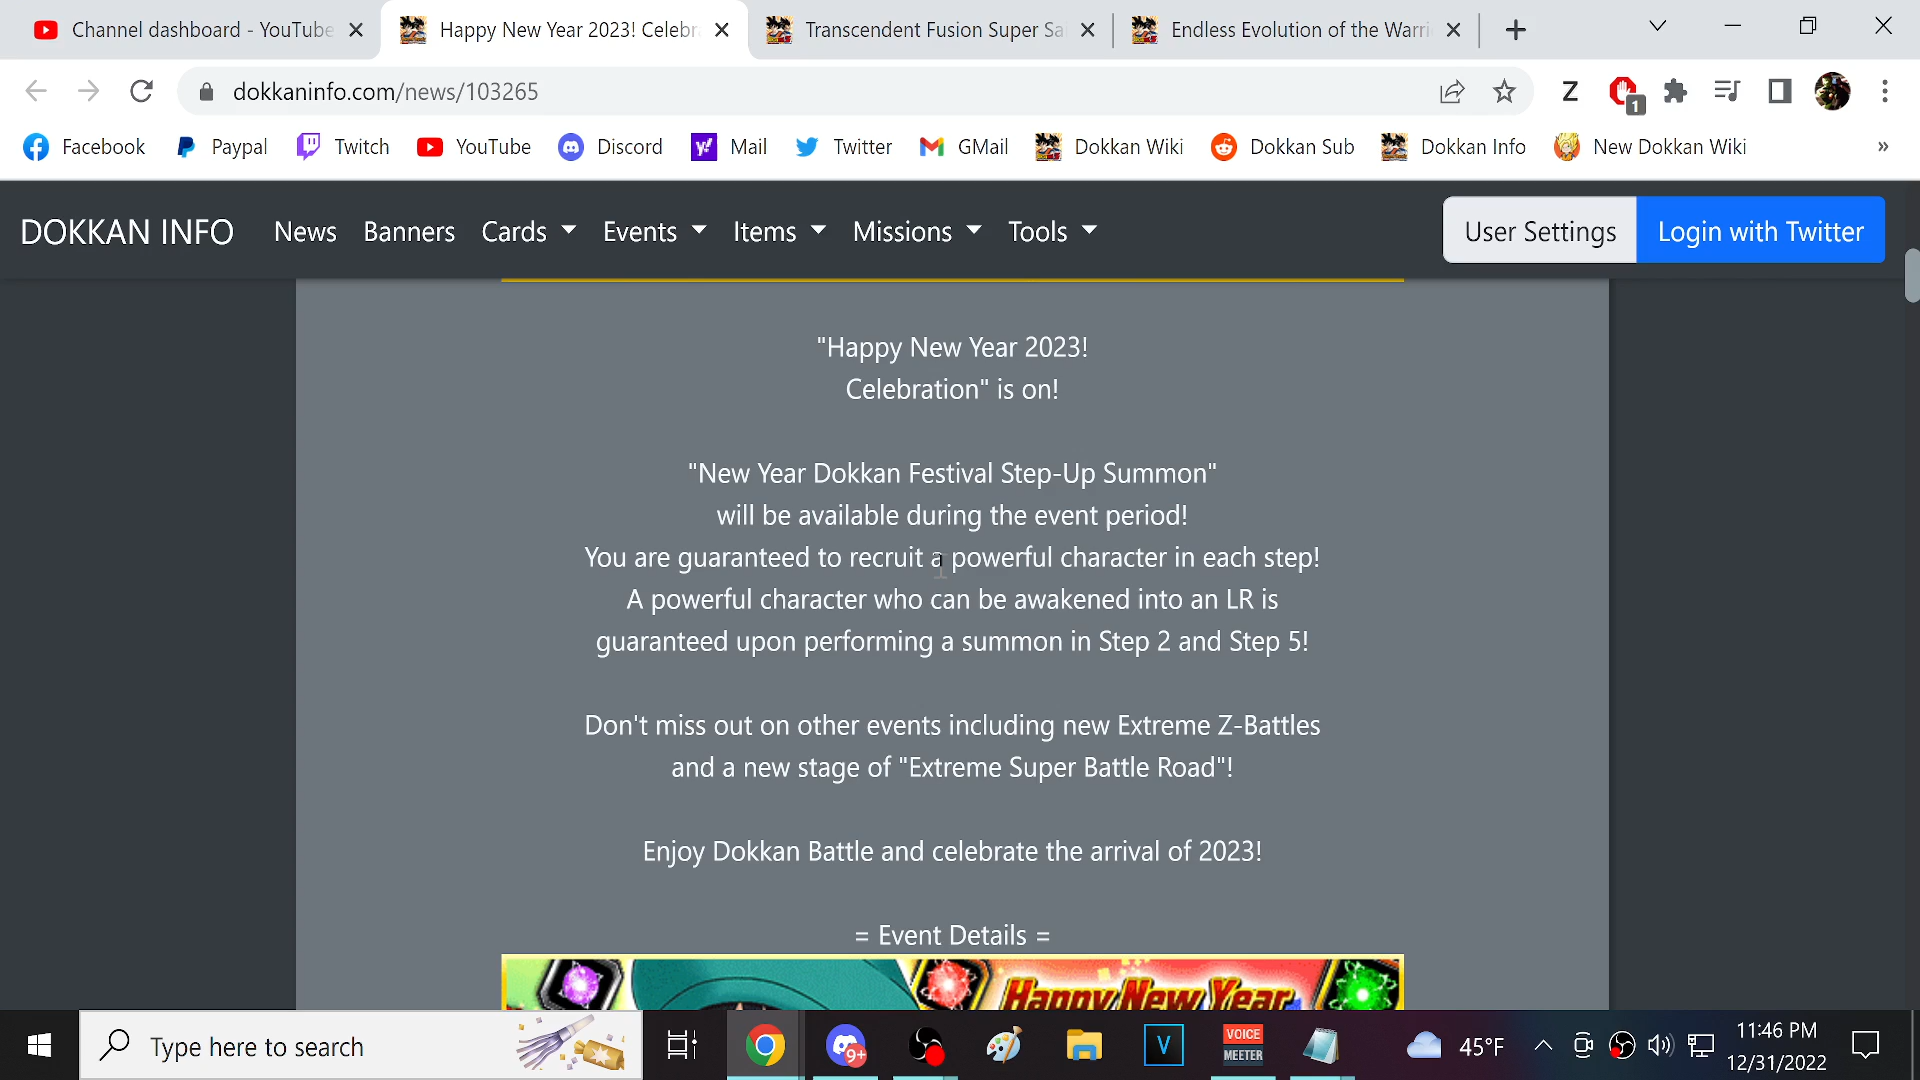 Channel dashboard - YouTube
Happy New Year 2023! Celebr
Transcendent Fusion Super Sa
Endless Evolution of the Warri
dokkaninfo.com/news/103265
Z
1
Facebook
Paypal
Twitch
YouTube
Discord
Mail
Twitter
GMail
Dokkan Wiki
Dokkan Sub
Dokkan Info
New Dokkan Wiki
»
DOKKAN INFO
News
Banners
Cards
Events
Items
Missions
Tools
User Settings
Login with Twitter
"Happy New Year 2023!
Celebration" is on!
"New Year Dokkan Festival Step-Up Summon"
will be available during the event period!
You are guaranteed to recruit a powerful character in each step!
A powerful character who can be awakened into an LR is
guaranteed upon performing a summon in Step 2 and Step 5!
Don't miss out on other events including new Extreme Z-Battles
and a new stage of "Extreme Super Battle Road"!
Enjoy Dokkan Battle and celebrate the arrival of 2023!
= Event Details =
Happy New Year
Type here to search
9+
V
VOICE
MEETER
45°F
11:46 PM
12/31/2022